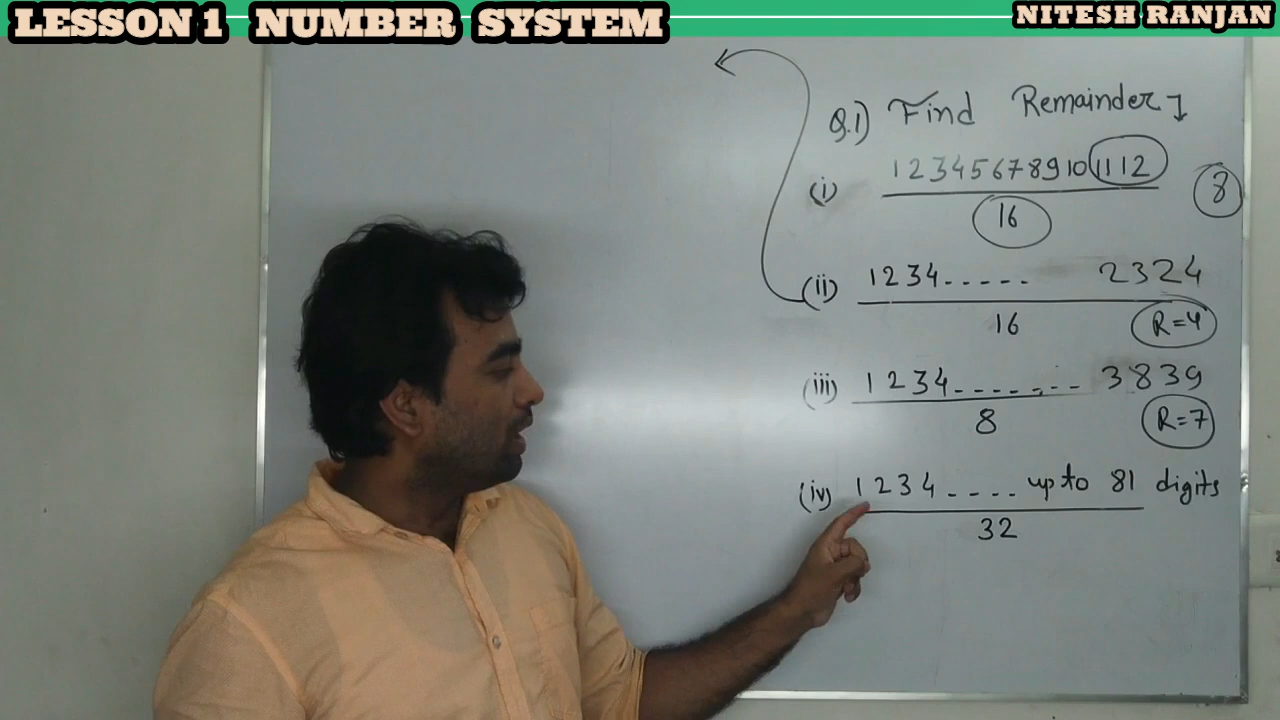 LESSON 1 NUMBER SYSTEM
NITESH RANJAN
Q.1) Find Remainder
(i) 123456789101112
16
8
(ii) 1234..... 2324
16
R=4
(iii) 1234....... 3839
8
R=7
(iv) 1234.... upto 81 digits
32